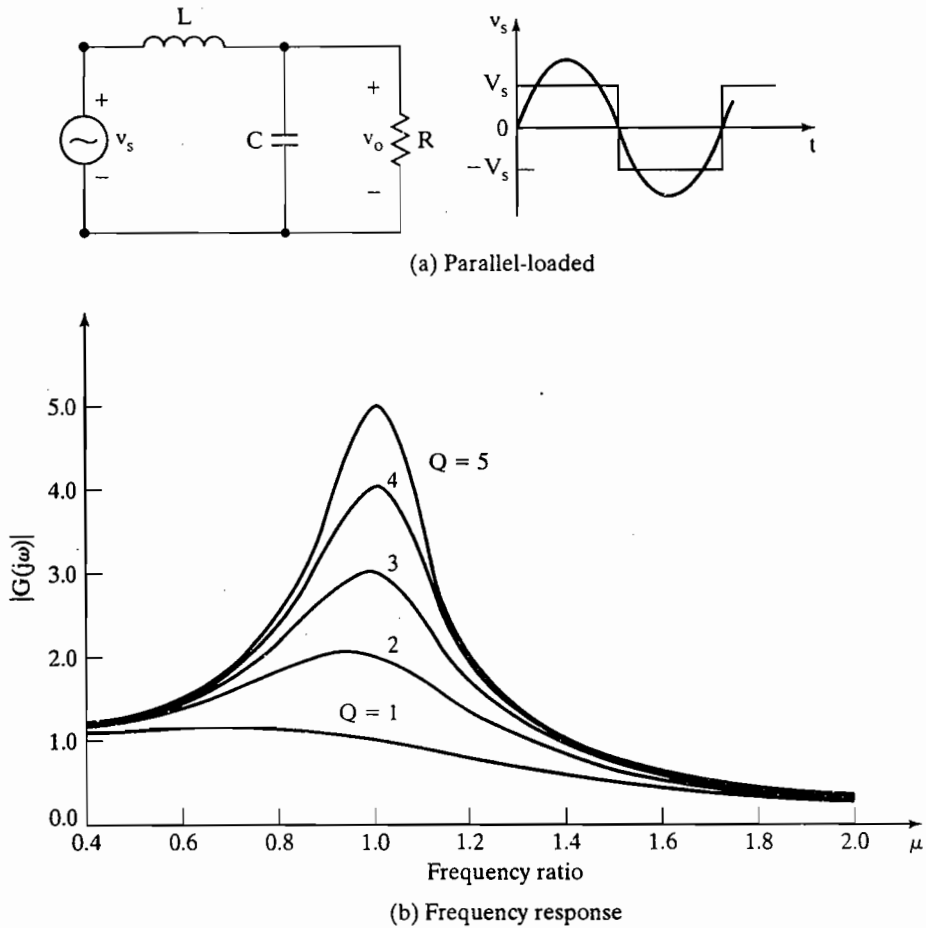 L
+
v_s
−
C
+
v_o
−
R
v_s
V_s
0
−V_s
t
(a) Parallel-loaded
|G(jω)|
5.0
4.0
3.0
2.0
1.0
0.0
Q = 5
4
3
2
Q = 1
0.4 0.6 0.8 1.0 1.2 1.4 1.6 1.8 2.0 μ
Frequency ratio
(b) Frequency response